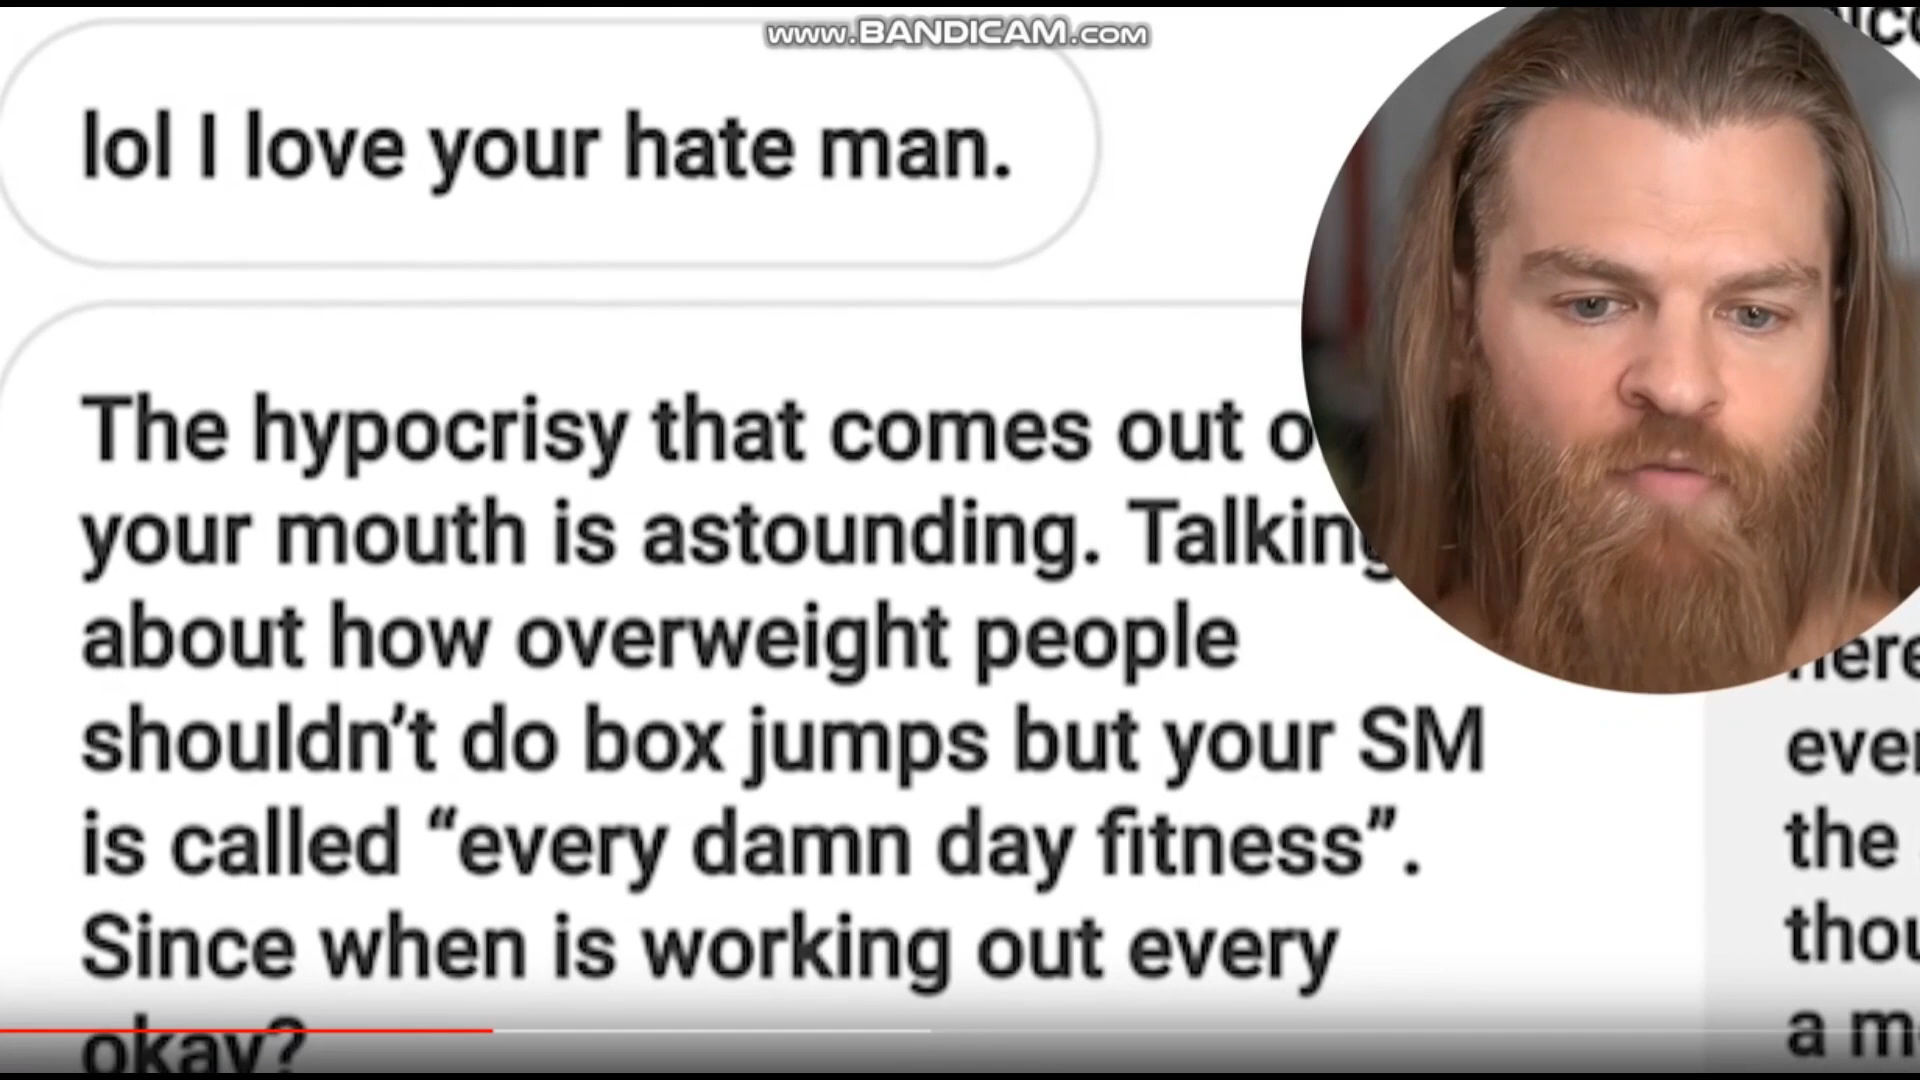 www.BANDICAM.com
lol I love your hate man.
The hypocrisy that comes out
your mouth is astounding. Talking
about how overweight people
shouldn't do box jumps but your SM
is called “every damn day fitness”.
Since when is working out every
okay?
the
a